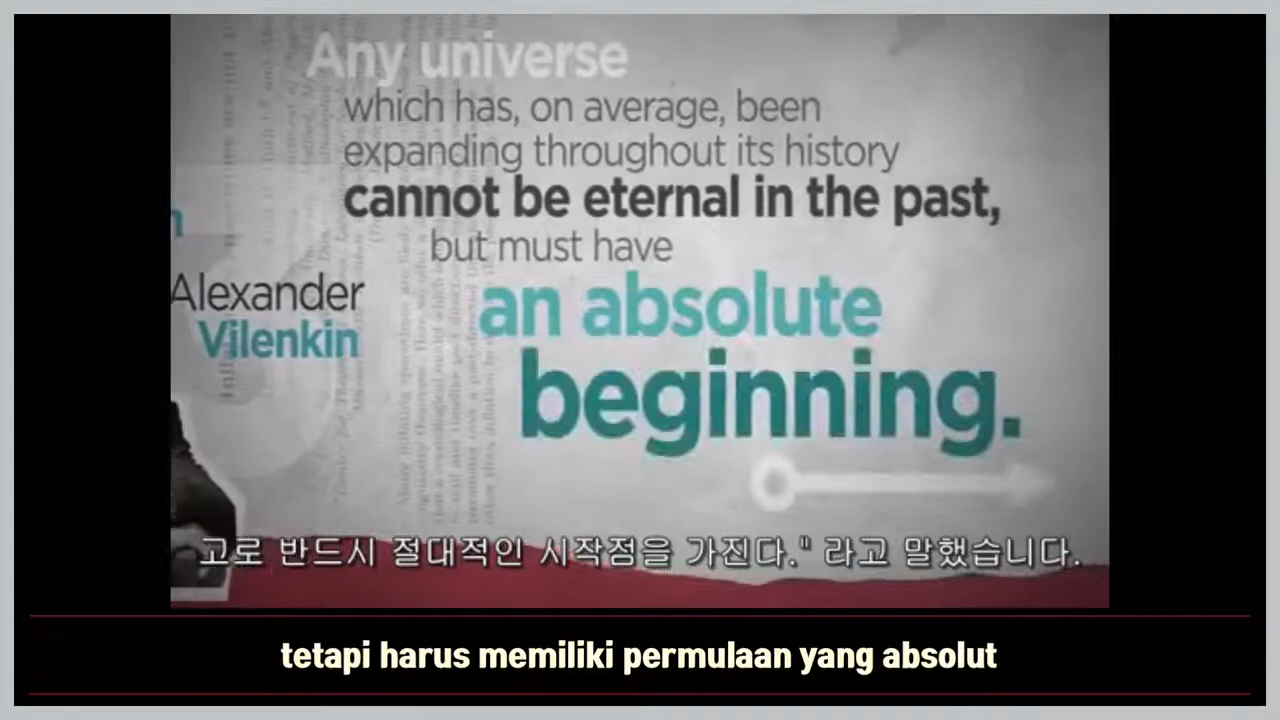 Any universe
which has, on average, been
expanding throughout its history
cannot be eternal in the past,
but must have
an absolute
beginning.
Alexander
Vilenkin
고로 반드시 절대적인 시작점을 가진다." 라고 말했습니다.
tetapi harus memiliki permulaan yang absolut